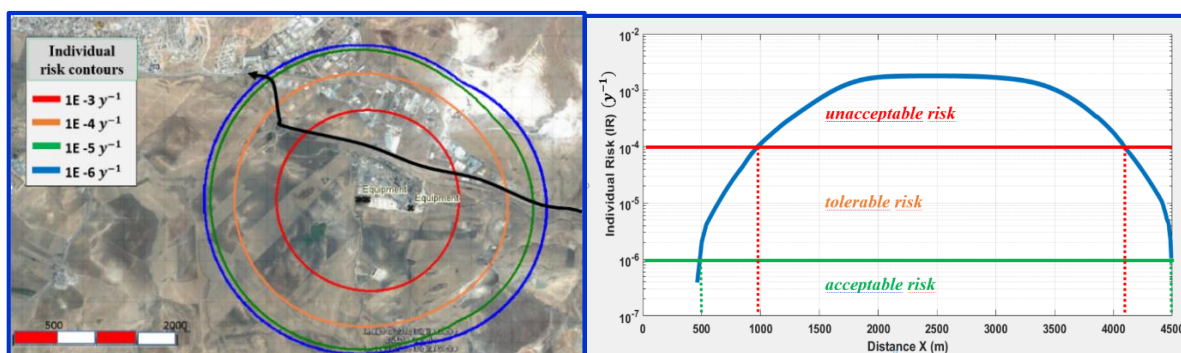 Individual
risk contours
1E -3 y⁻¹
1E -4 y⁻¹
1E -5 y⁻¹
1E -6 y⁻¹
Equipment
Equipment
500
2000
Individual Risk (IR) (y⁻¹)
10⁻²
10⁻³
10⁻⁴
10⁻⁵
10⁻⁶
10⁻⁷
unacceptable risk
tolerable risk
acceptable risk
0
500
1000
1500
2000
2500
3000
3500
4000
4500
Distance X (m)